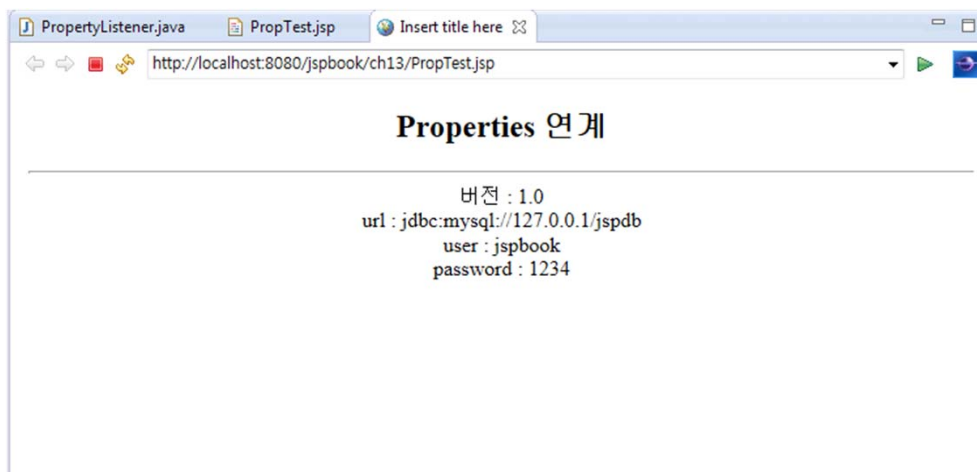 PropertyListener.java PropTest.jsp Insert title here
http://localhost:8080/jspbook/ch13/PropTest.jsp
Properties 연계
버전 : 1.0
url : jdbc:mysql://127.0.0.1/jspdb
user : jspbook
password : 1234